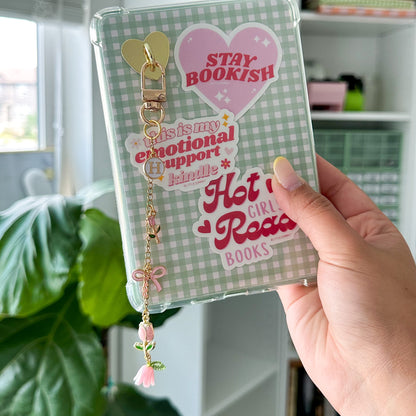 STAY
BOOKISH
this is my
emotional
support
kindle
H
Hot
GIRLS
Read
BOOKS